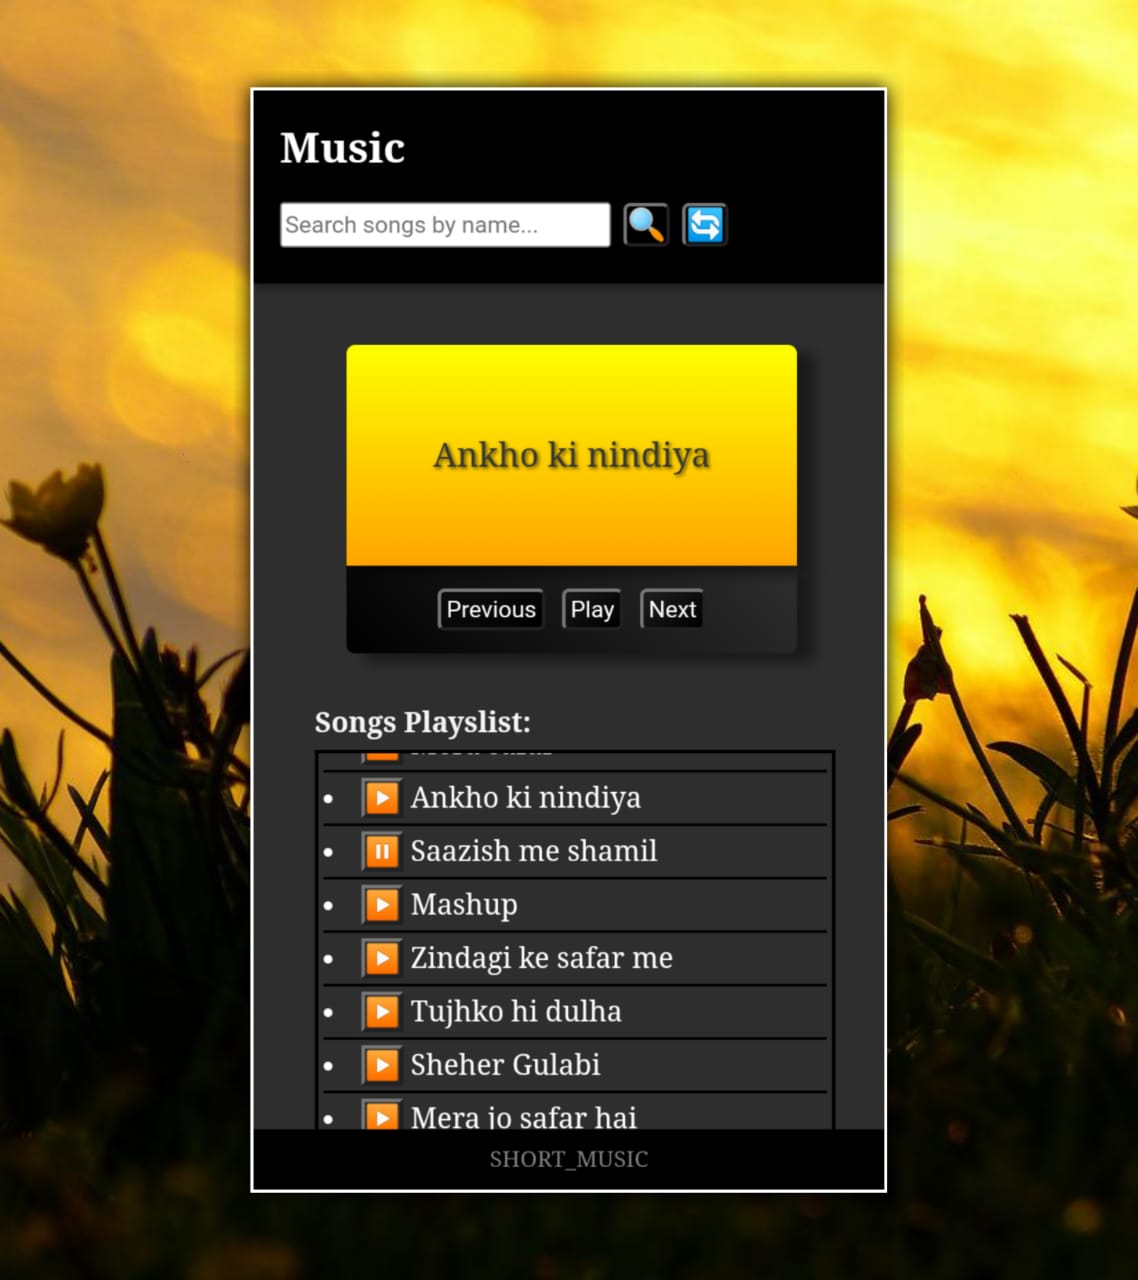 Music
Search songs by name...
Ankho ki nindiya
Previous Play Next
Songs Playslist:
Ankho ki nindiya
Saazish me shamil
Mashup
Zindagi ke safar me
Tujhko hi dulha
Sheher Gulabi
Mera jo safar hai
SHORT_MUSIC